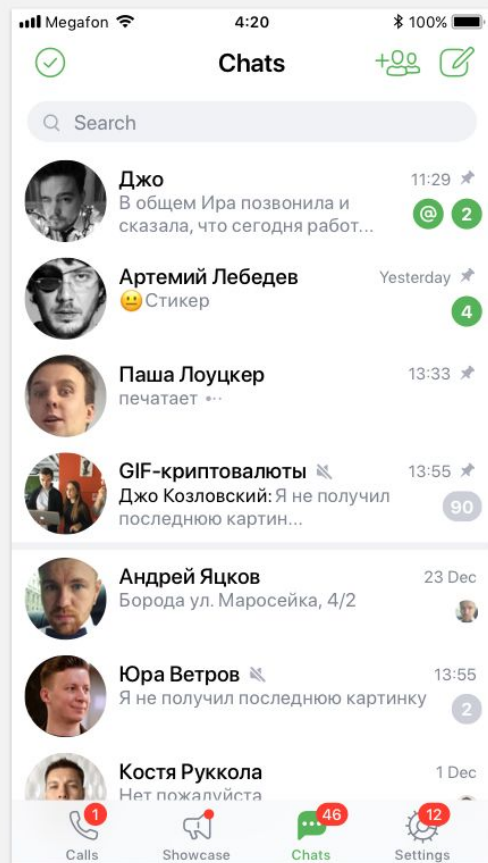 Megafon 4:20 100%
Chats
Search
Джо 11:29
В общем Ира позвонила и
сказала, что сегодня работ...
@ 2
Артемий Лебедев Yesterday
Стикер
4
Паша Лоуцкер 13:33
печатает
GIF-криптовалюты 13:55
Джо Козловский: Я не получил
последнюю картин...
90
Андрей Яцков 23 Dec
Борода ул. Маросейка, 4/2
Юра Ветров 13:55
Я не получил последнюю картинку
2
Костя Руккола 1 Dec
Нет пожалуйста
1 46 12
Calls Showcase Chats Settings